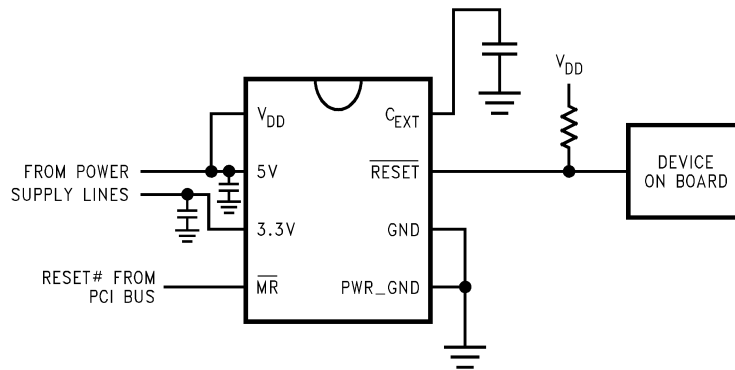 V_DD
V_DD
C_EXT
FROM POWER
SUPPLY LINES
5V
RESET
DEVICE
ON BOARD
3.3V
GND
RESET# FROM
PCI BUS
MR
PWR_GND